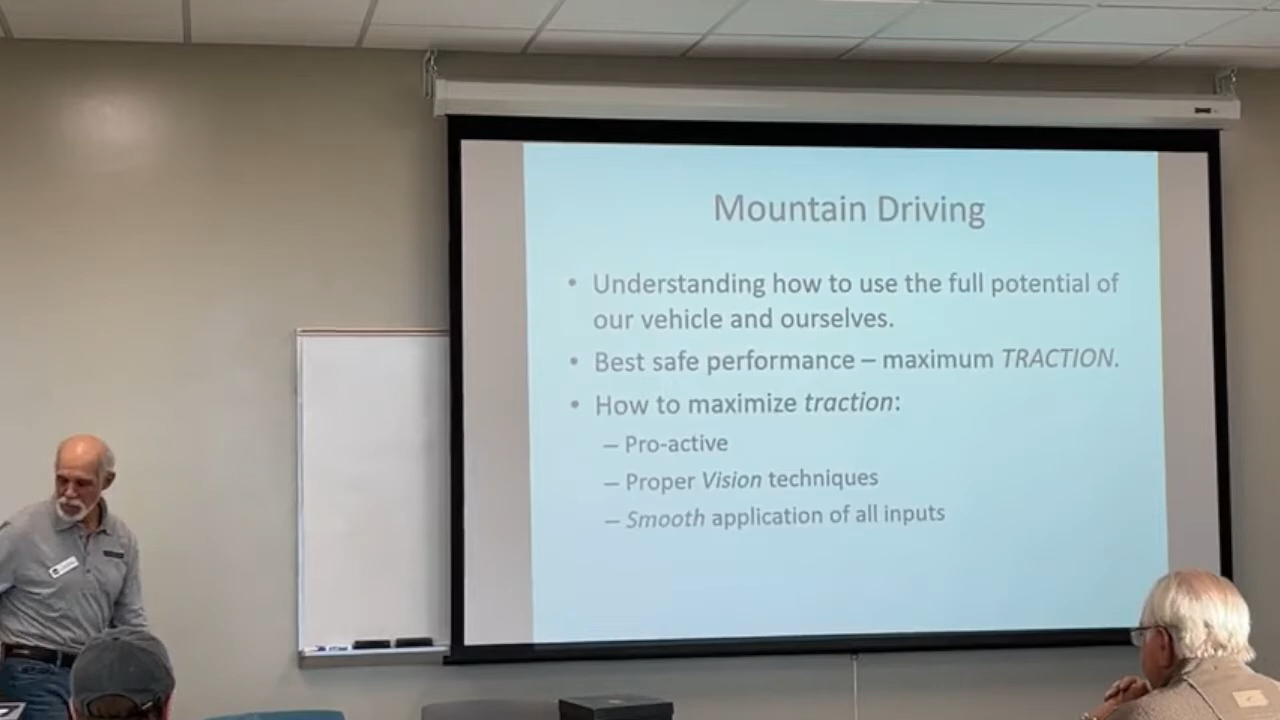 Mountain Driving
• Understanding how to use the full potential of
our vehicle and ourselves.
• Best safe performance – maximum TRACTION.
• How to maximize traction:
– Pro-active
– Proper Vision techniques
– Smooth application of all inputs